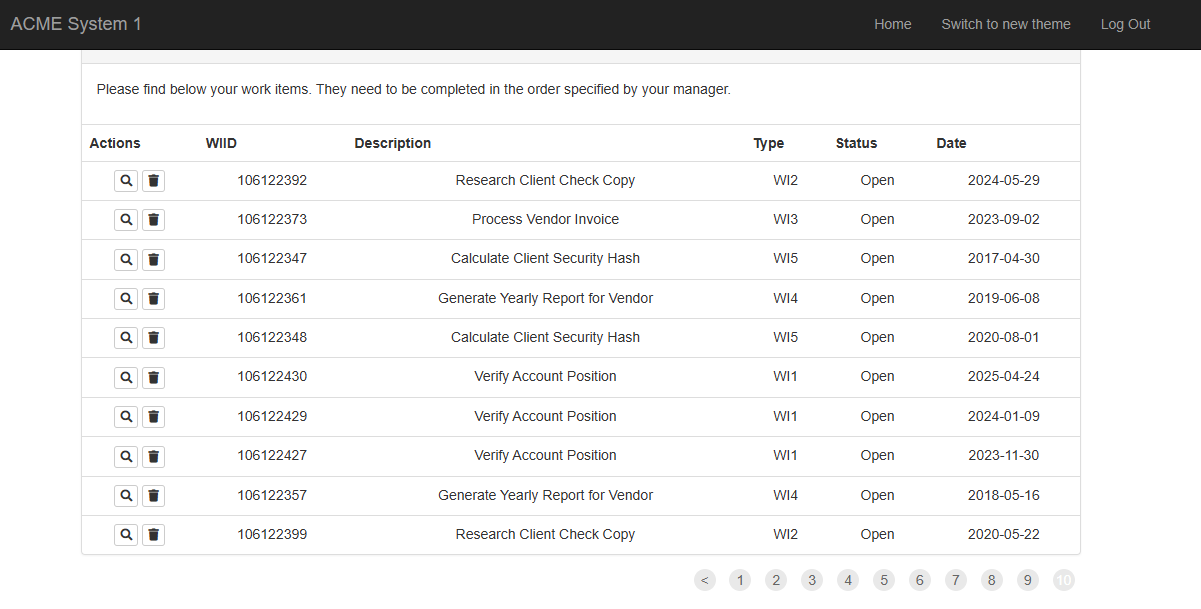 ACME System 1 Home Switch to new theme Log Out
Please find below your work items. They need to be completed in the order specified by your manager.
Actions WIID Description Type Status Date
106122392 Research Client Check Copy WI2 Open 2024-05-29
106122373 Process Vendor Invoice WI3 Open 2023-09-02
106122347 Calculate Client Security Hash WI5 Open 2017-04-30
106122361 Generate Yearly Report for Vendor WI4 Open 2019-06-08
106122348 Calculate Client Security Hash WI5 Open 2020-08-01
106122430 Verify Account Position WI1 Open 2025-04-24
106122429 Verify Account Position WI1 Open 2024-01-09
106122427 Verify Account Position WI1 Open 2023-11-30
106122357 Generate Yearly Report for Vendor WI4 Open 2018-05-16
106122399 Research Client Check Copy WI2 Open 2020-05-22
< 1 2 3 4 5 6 7 8 9 10